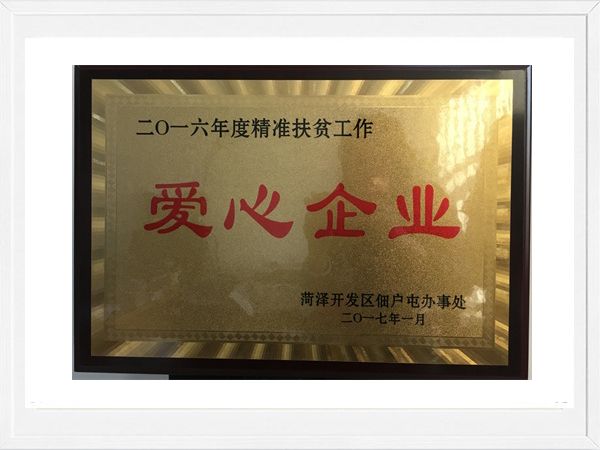 二〇一六年度精准扶贫工作
爱心企业
菏泽开发区佃户屯办事处
二〇一七年一月